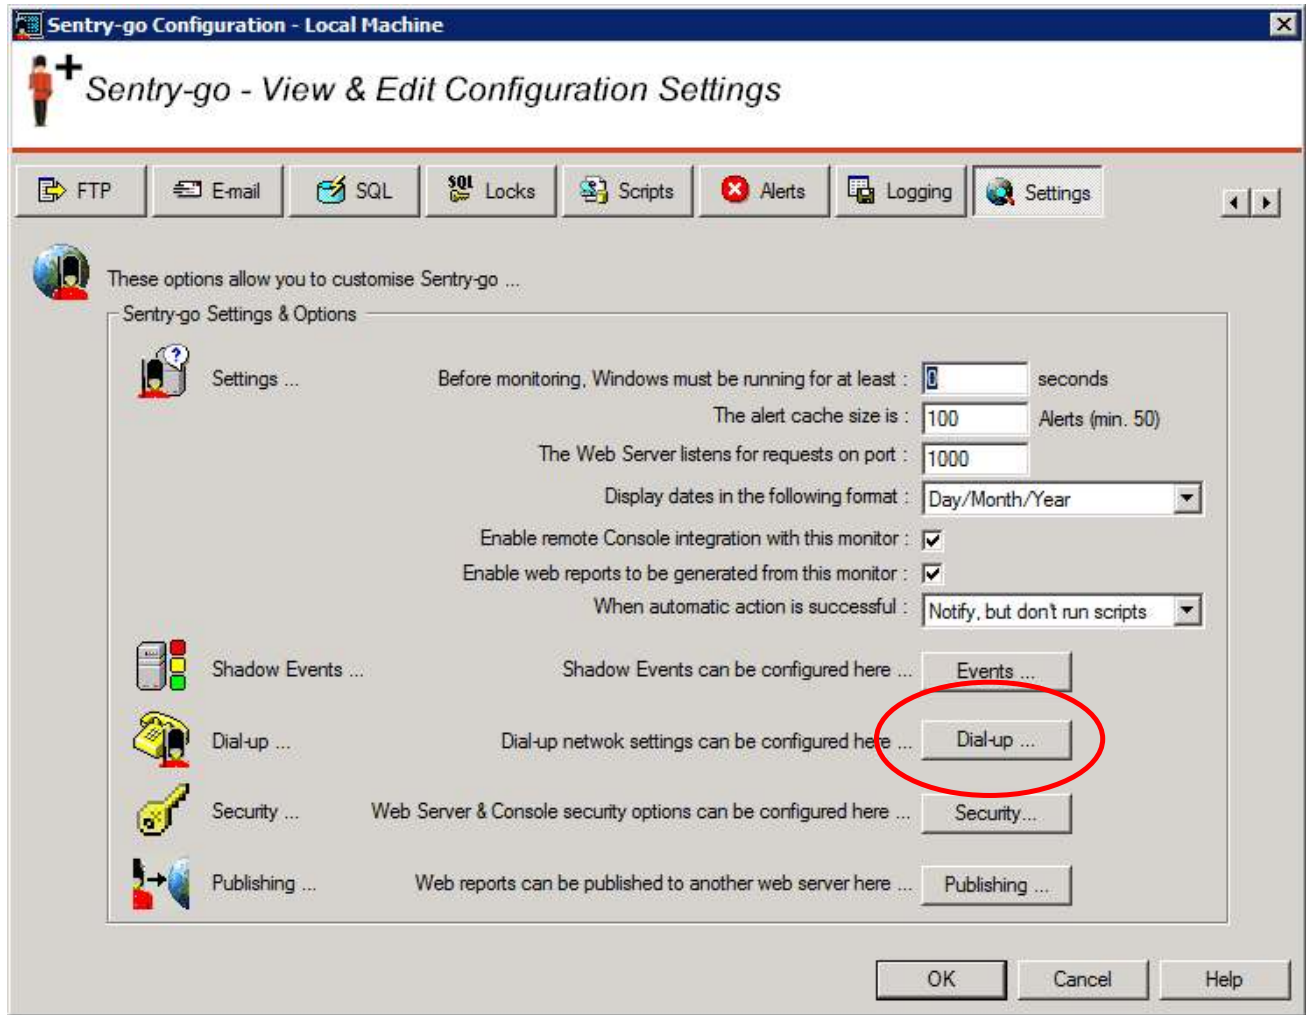 Sentry-go Configuration - Local Machine
Sentry-go - View & Edit Configuration Settings
FTP E-mail SQL SQL Locks Scripts Alerts Logging Settings
These options allow you to customise Sentry-go ...
Sentry-go Settings & Options
Settings ... Before monitoring, Windows must be running for at least : 0 seconds
The alert cache size is : 100 Alerts (min. 50)
The Web Server listens for requests on port : 1000
Display dates in the following format : Day/Month/Year
Enable remote Console integration with this monitor :
Enable web reports to be generated from this monitor :
When automatic action is successful : Notify, but don't run scripts
Shadow Events ... Shadow Events can be configured here ... Events ...
Dial-up ... Dial-up netwok settings can be configured here ... Dial-up ...
Security ... Web Server & Console security options can be configured here ... Security...
Publishing ... Web reports can be published to another web server here ... Publishing ...
OK Cancel Help